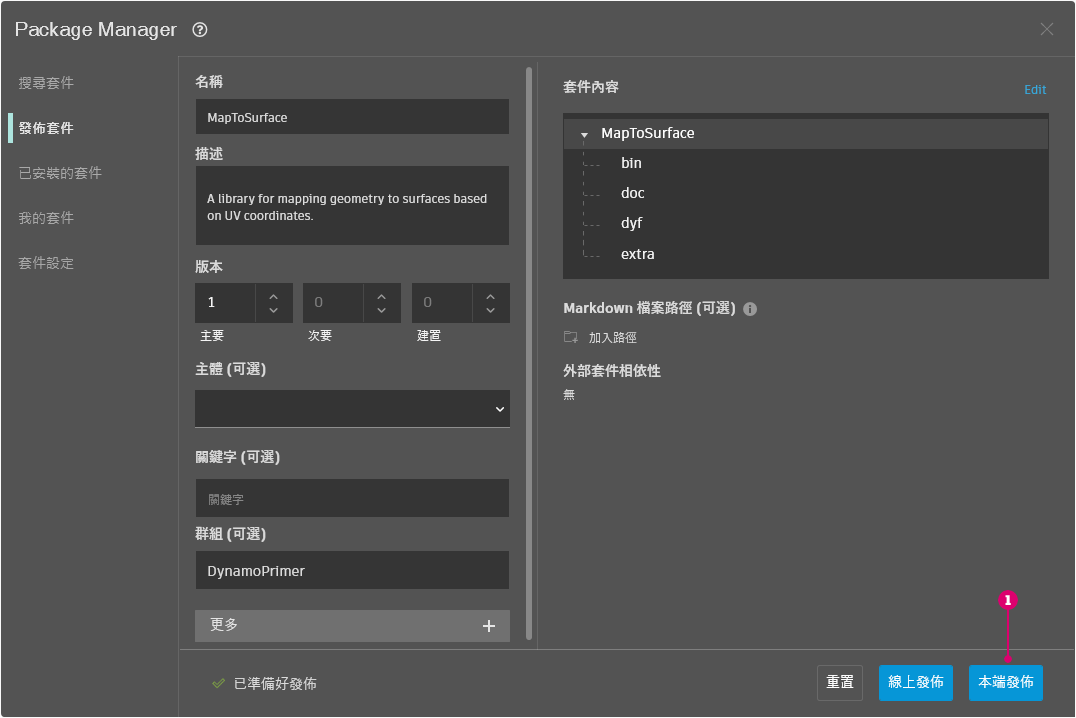 Package Manager
搜尋套件
發佈套件
已安裝的套件
我的套件
套件設定
名稱
MapToSurface
描述
A library for mapping geometry to surfaces based
on UV coordinates.
版本
1 0 0
主要 次要 建置
主體 (可選)
關鍵字 (可選)
關鍵字
群組 (可選)
DynamoPrimer
更多
套件內容 Edit
MapToSurface
bin
doc
dyf
extra
Markdown 檔案路徑 (可選)
加入路徑
外部套件相依性
無
1
已準備好發佈
重置 線上發佈 本端發佈